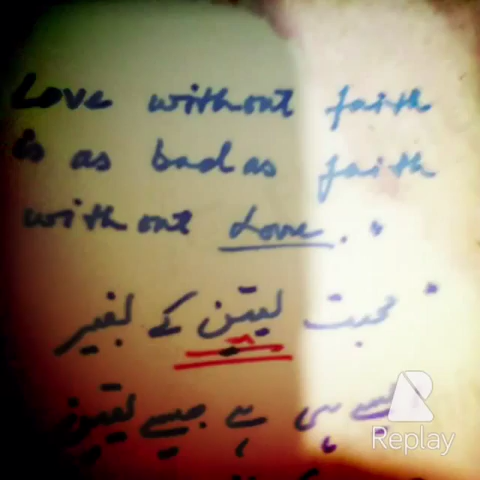 Love without faith
is as bad as faith
without Love."
"محبت یقین کے بغیر
ایسے ہی ہے جیسے یقین
Replay